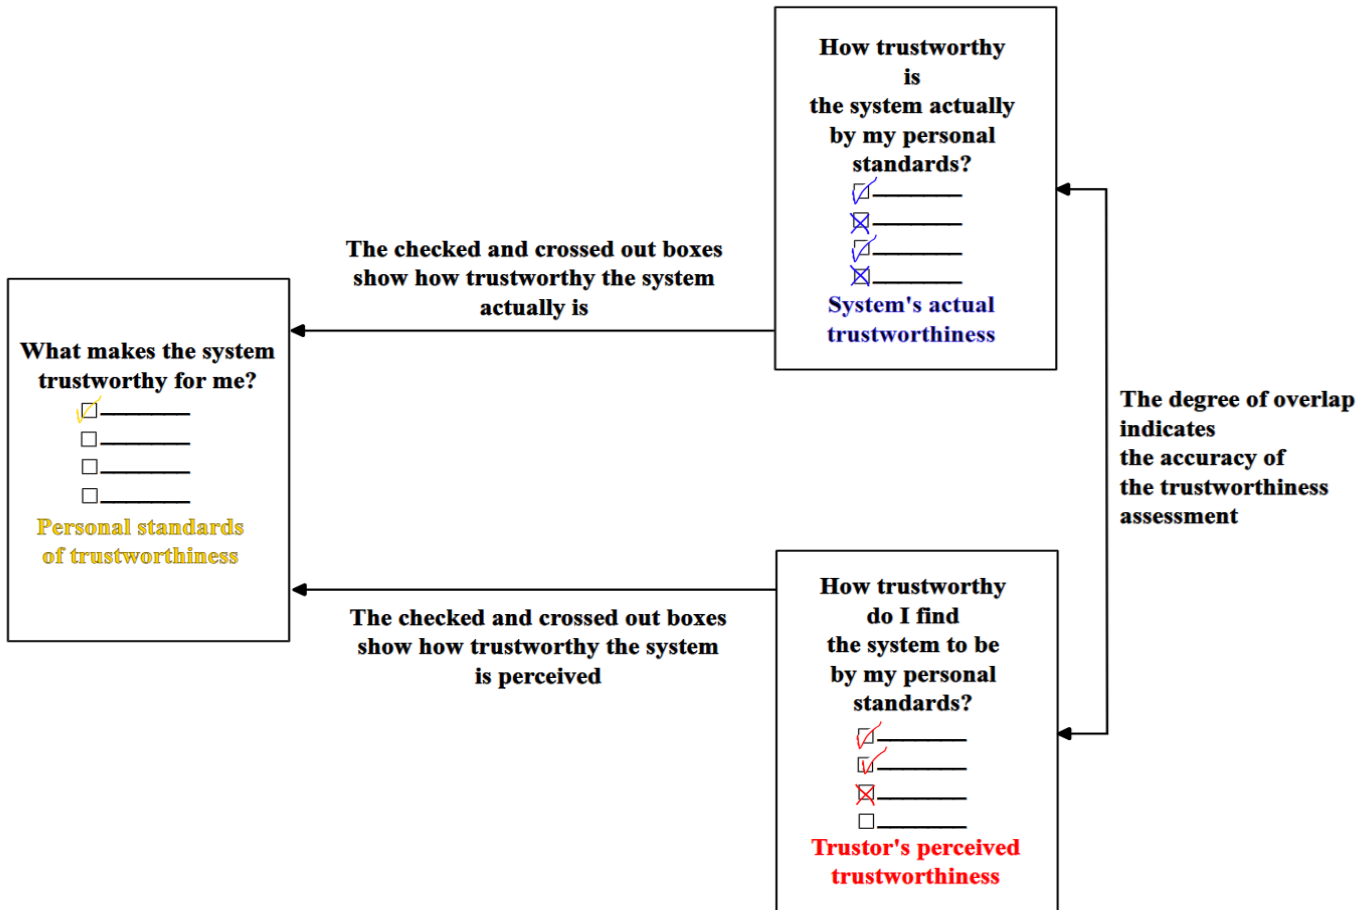 How trustworthy
is
the system actually
by my personal
standards?
System's actual
trustworthiness
The checked and crossed out boxes
show how trustworthy the system
actually is
What makes the system
trustworthy for me?
Personal standards
of trustworthiness
The degree of overlap
indicates
the accuracy of
the trustworthiness
assessment
The checked and crossed out boxes
show how trustworthy the system
is perceived
How trustworthy
do I find
the system to be
by my personal
standards?
Trustor's perceived
trustworthiness